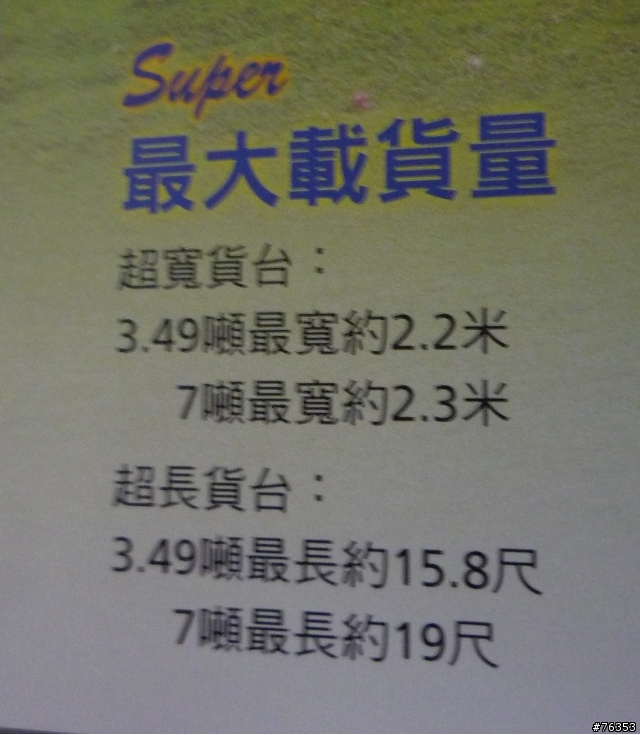 Super
最大載貨量
超寬貨台：
3.49噸最寬約2.2米
7噸最寬約2.3米
超長貨台：
3.49噸最長約15.8尺
7噸最長約19尺
#76353